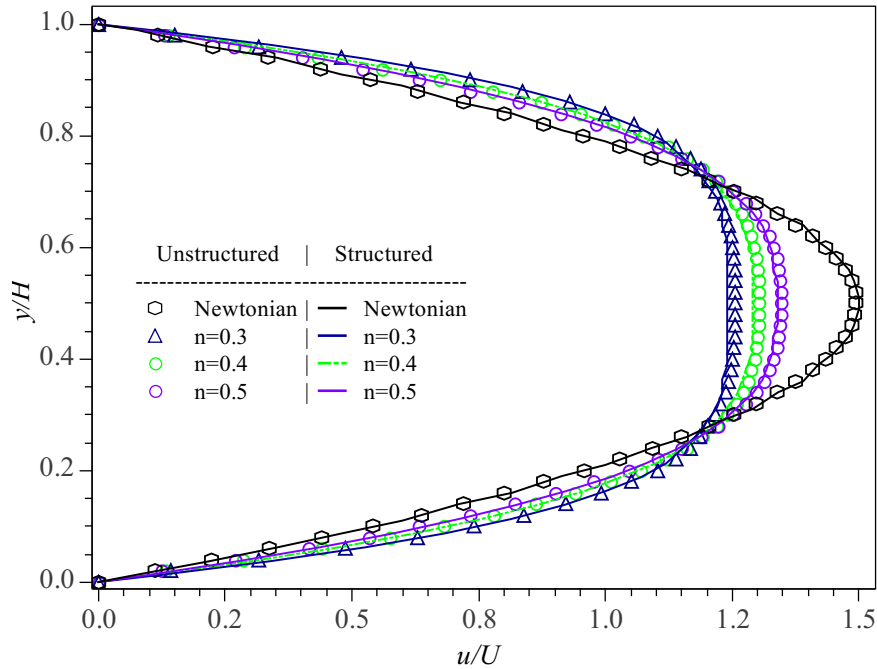 1.0
0.8
0.6
0.4
0.2
0.0
y/H
Unstructured | Structured
Newtonian | Newtonian
n=0.3 | n=0.3
n=0.4 | n=0.4
n=0.5 | n=0.5
0.0 0.2 0.5 0.8 1.0 1.2 1.5
u/U